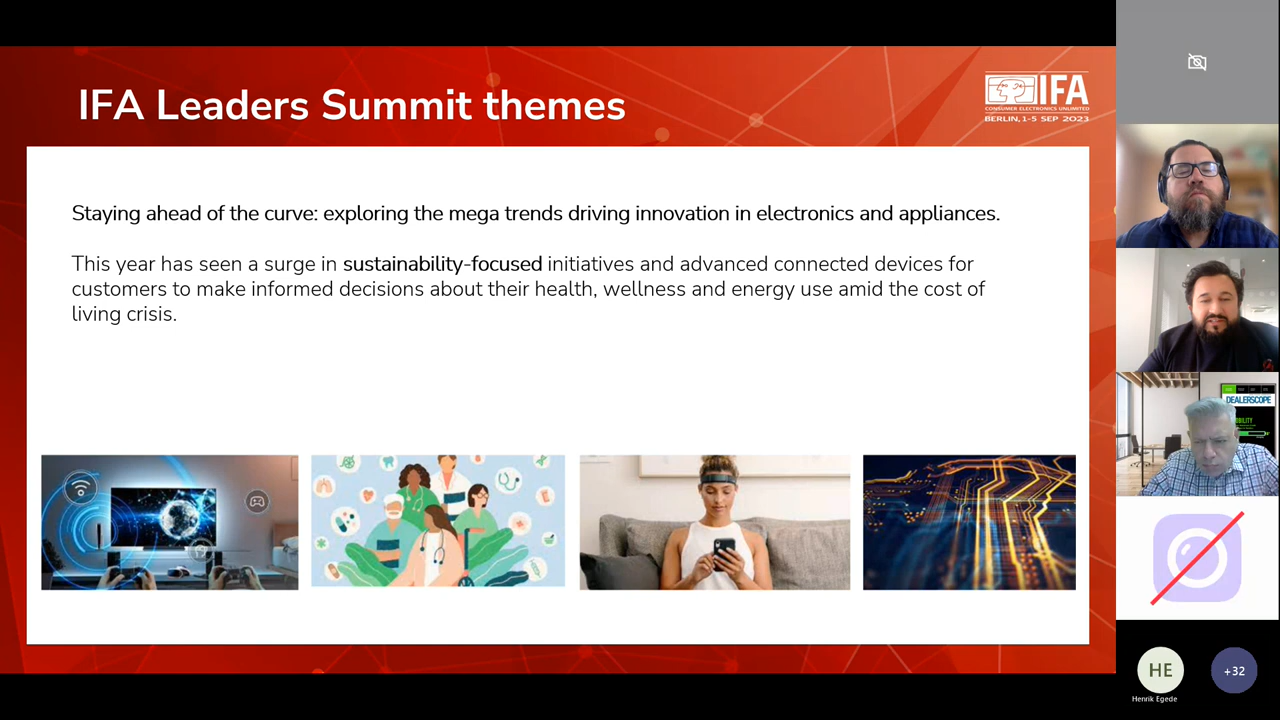 IFA Leaders Summit themes
IFA
CONSUMER ELECTRONICS UNLIMITED
BERLIN, 1-5 SEP 2023
Staying ahead of the curve: exploring the mega trends driving innovation in electronics and appliances.
This year has seen a surge in sustainability-focused initiatives and advanced connected devices for
customers to make informed decisions about their health, wellness and energy use amid the cost of
living crisis.
DEALERSCOPE
HE
+32
Henrik Egede